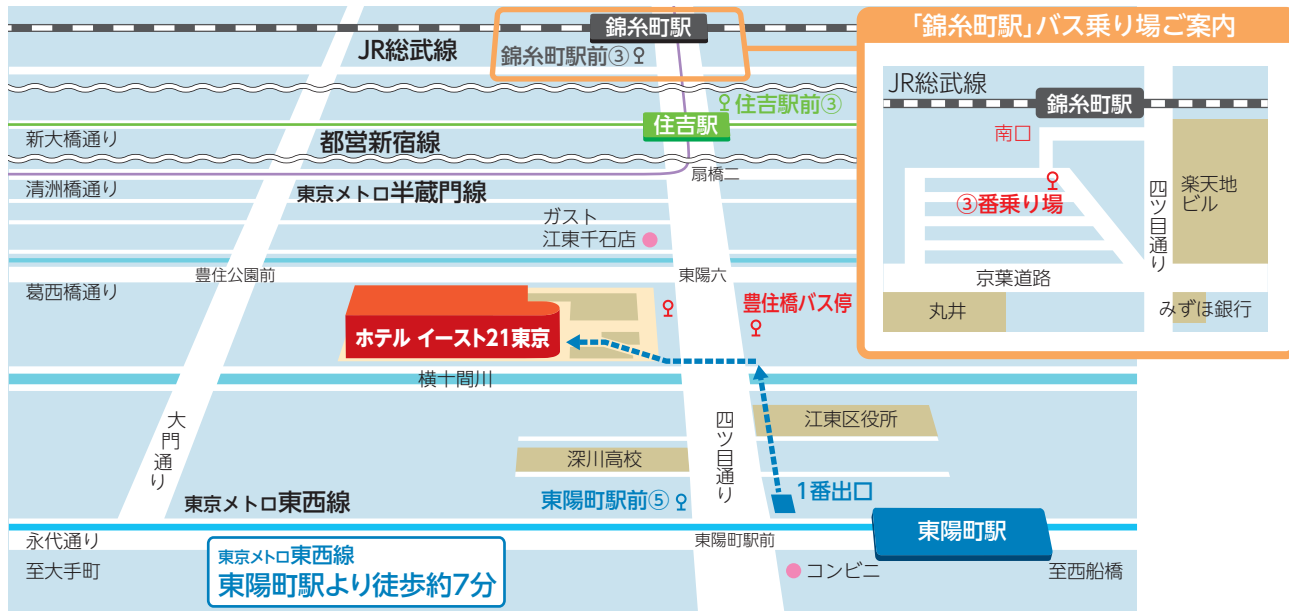 錦糸町駅
JR総武線
錦糸町駅前③
住吉駅前③
住吉駅
新大橋通り
都営新宿線
扇橋二
清洲橋通り
東京メトロ半蔵門線
ガスト
江東千石店
豊住公園前
東陽六
葛西橋通り
豊住橋バス停
ホテル イースト21東京
横十間川
大門通り
四ツ目通り
江東区役所
深川高校
1番出口
東京メトロ東西線
東陽町駅前⑤
東陽町駅
永代通り
東陽町駅前
至大手町
東京メトロ東西線
東陽町駅より徒歩約7分
コンビニ
至西船橋
「錦糸町駅」バス乗り場ご案内
JR総武線
錦糸町駅
南口
③番乗り場
四ツ目通り
楽天地
ビル
京葉道路
丸井
みずほ銀行